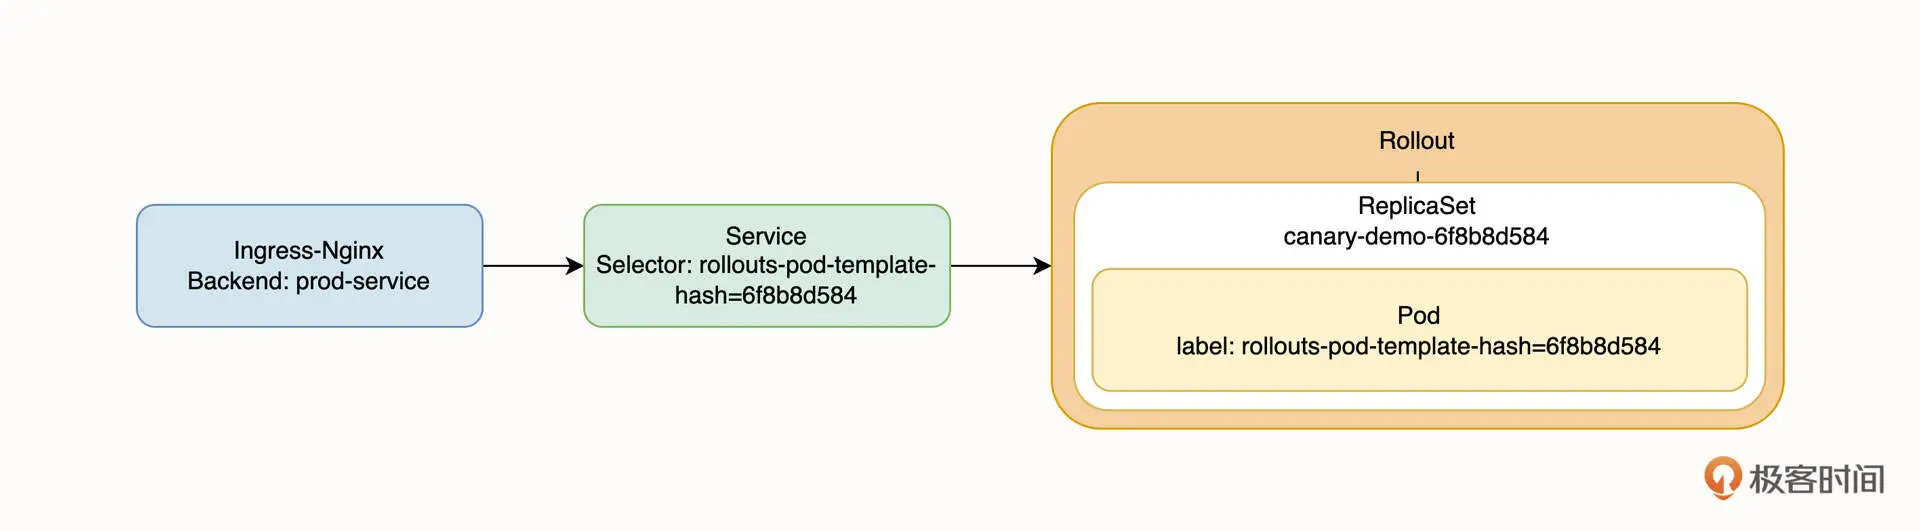 Ingress-Nginx
Backend: prod-service
Service
Selector: rollouts-pod-template-
hash=6f8b8d584
Rollout
ReplicaSet
canary-demo-6f8b8d584
Pod
label: rollouts-pod-template-hash=6f8b8d584
极客时间